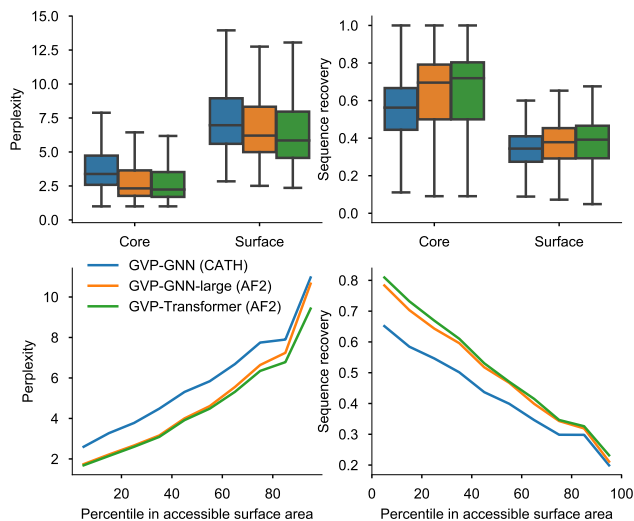 15.0
12.5
10.0
7.5
5.0
2.5
0.0
Perplexity
Core
Surface
1.0
0.8
0.6
0.4
0.2
0.0
Sequence recovery
Core
Surface
GVP-GNN (CATH)
GVP-GNN-large (AF2)
GVP-Transformer (AF2)
10
8
6
4
2
Perplexity
20
40
60
80
Percentile in accessible surface area
0.8
0.7
0.6
0.5
0.4
0.3
0.2
Sequence recovery
0
20
40
60
80
100
Percentile in accessible surface area